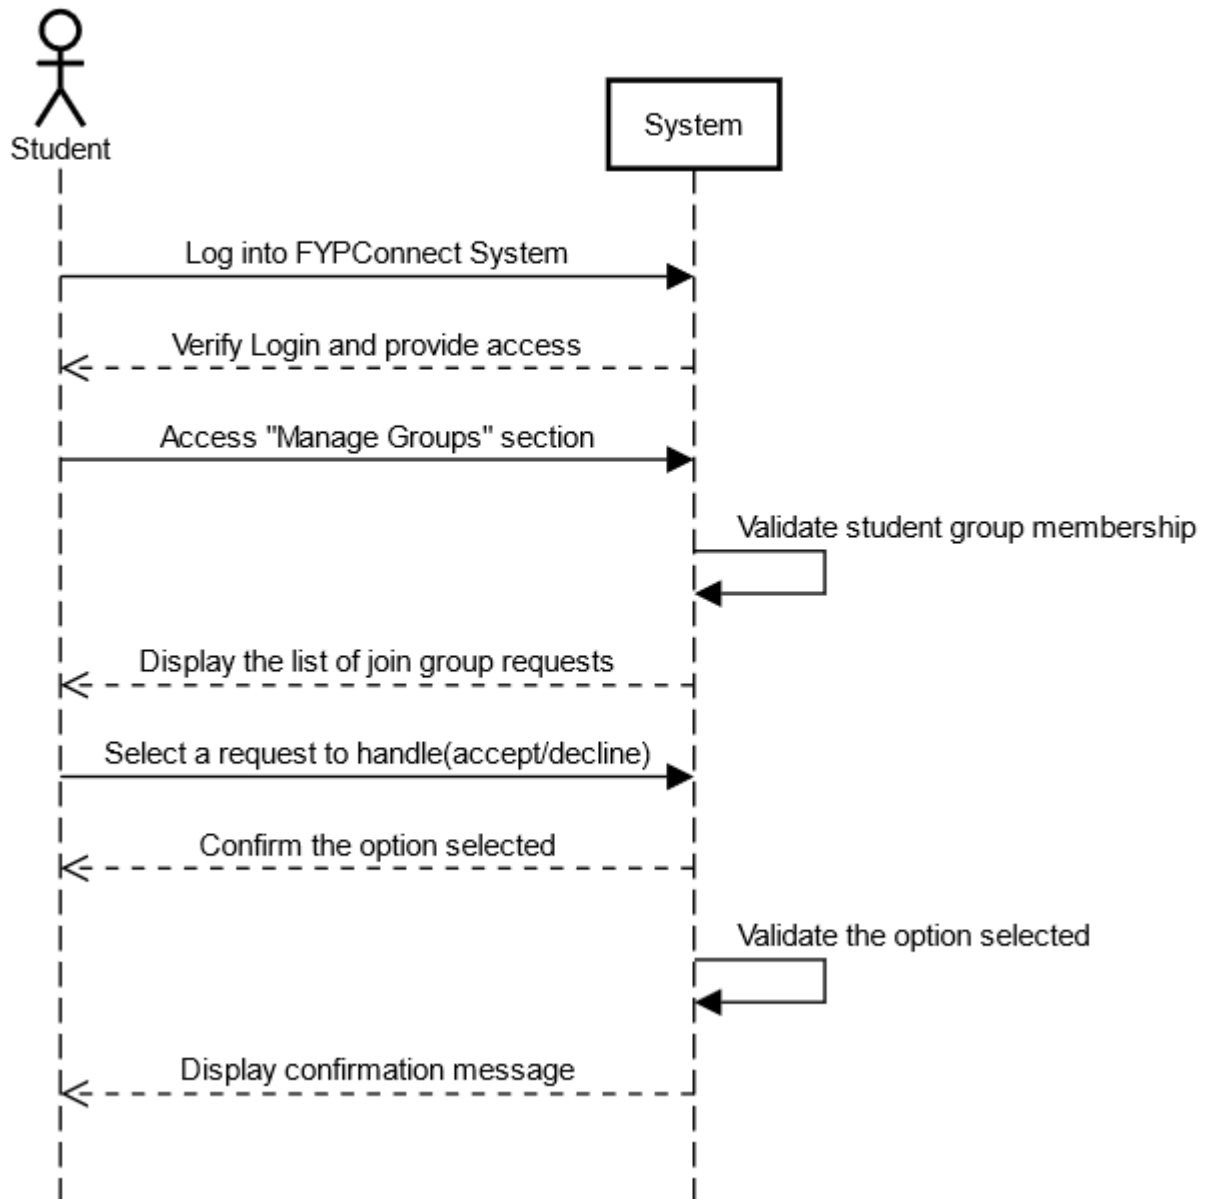 Student
System
Log into FYPConnect System
Verify Login and provide access
Access "Manage Groups" section
Validate student group membership
Display the list of join group requests
Select a request to handle(accept/decline)
Confirm the option selected
Validate the option selected
Display confirmation message